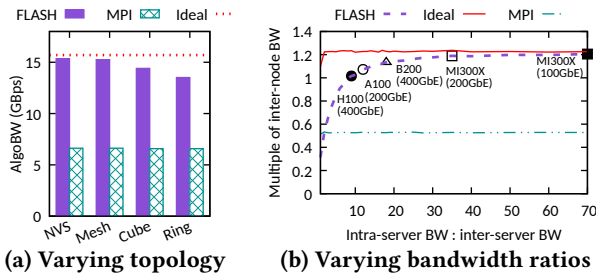 FLASH MPI Ideal
AlgoBW (GBps)
15
10
5
0
NVS Mesh Cube Ring
(a) Varying topology
FLASH Ideal MPI
Multiple of inter-node BW
1.4
1.2
1
0.8
0.6
0.4
0.2
0
H100
(400GbE)
A100
(200GbE)
B200
(400GbE)
MI300X
(200GbE)
MI300X
(100GbE)
10 20 30 40 50 60 70
Intra-server BW : inter-server BW
(b) Varying bandwidth ratios